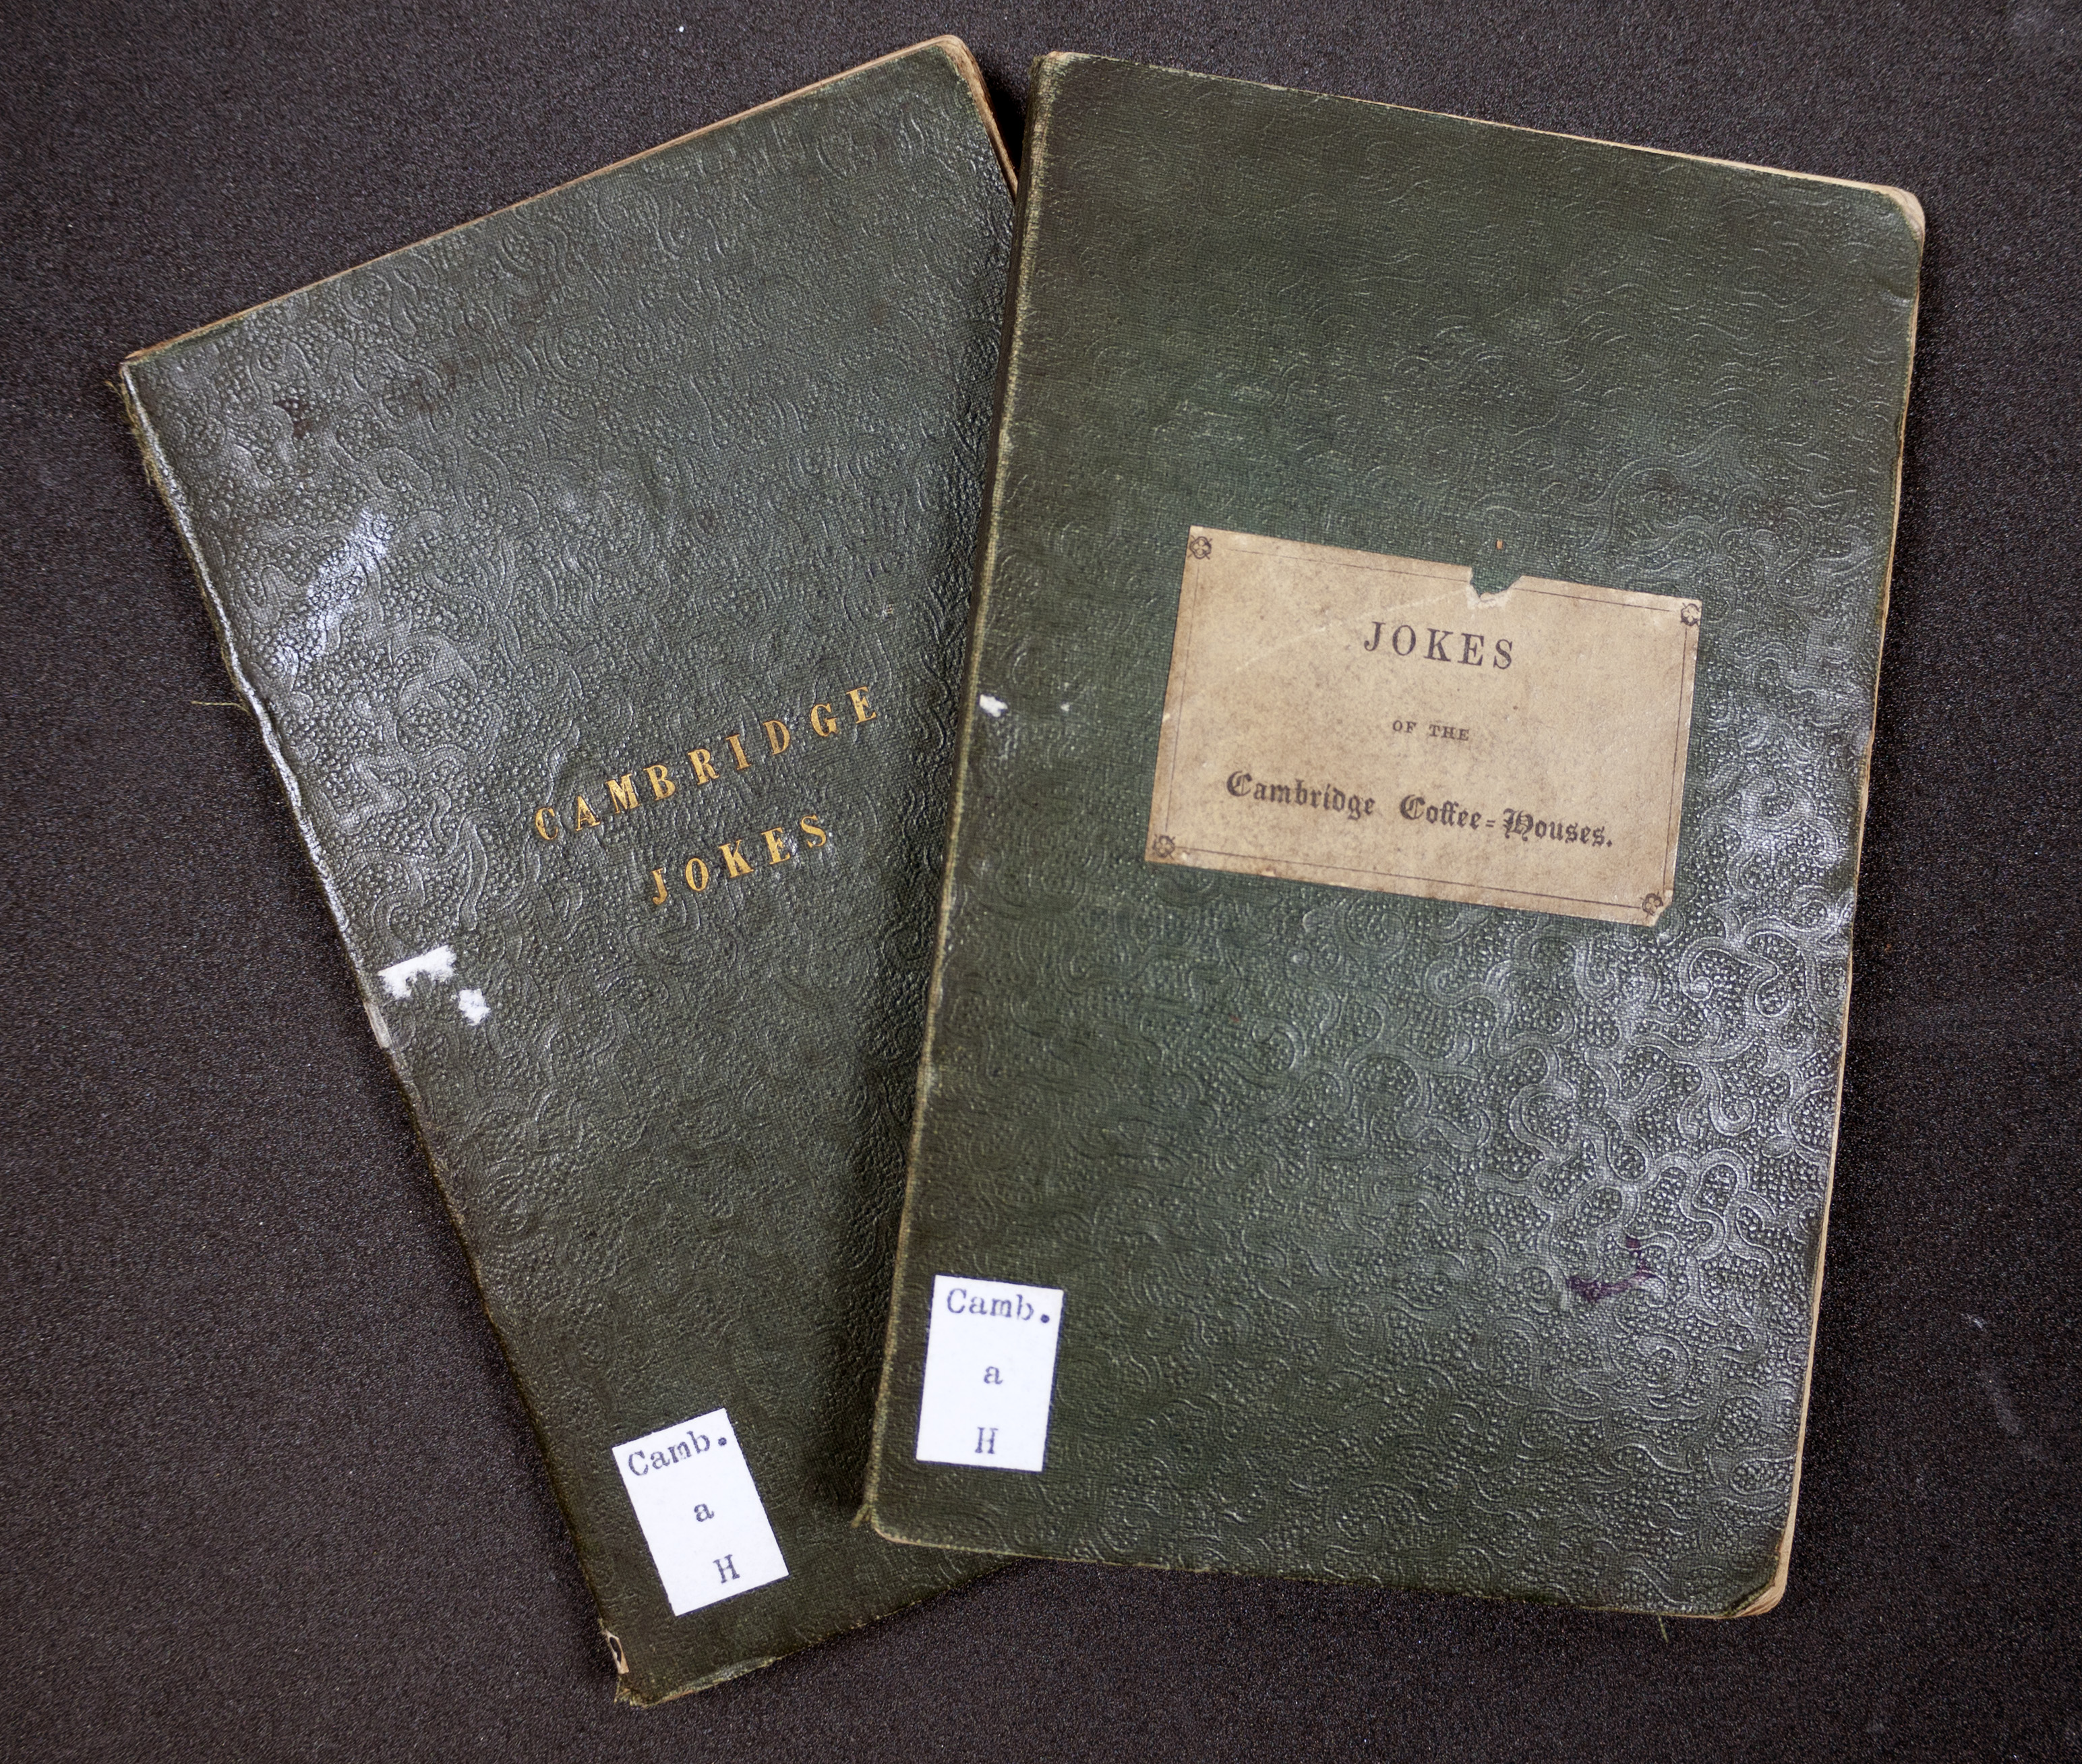 CAMBRIDGE
JOKES
Camb.
a
H
JOKES
OF THE
Cambridge Coffee-Houses.
Camb.
a
H